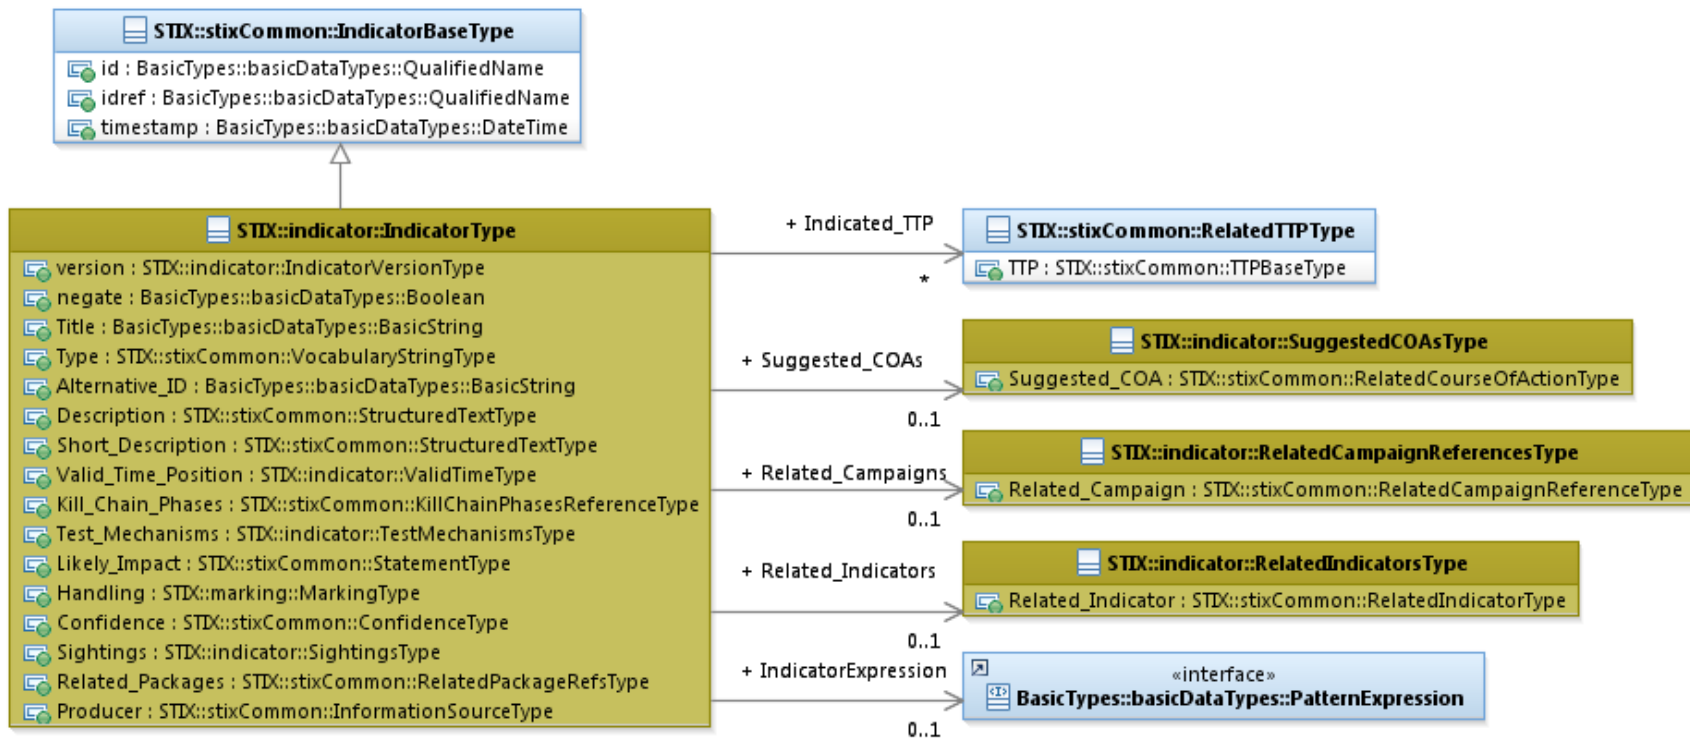 STIX::stixCommon::IndicatorBaseType
id : BasicTypes::basicDataTypes::QualifiedName
idref : BasicTypes::basicDataTypes::QualifiedName
timestamp : BasicTypes::basicDataTypes::DateTime
STIX::indicator::IndicatorType
version : STIX::indicator::IndicatorVersionType
negate : BasicTypes::basicDataTypes::Boolean
Title : BasicTypes::basicDataTypes::BasicString
Type : STIX::stixCommon::VocabularyStringType
Alternative_ID : BasicTypes::basicDataTypes::BasicString
Description : STIX::stixCommon::StructuredTextType
Short_Description : STIX::stixCommon::StructuredTextType
Valid_Time_Position : STIX::indicator::ValidTimeType
Kill_Chain_Phases : STIX::stixCommon::KillChainPhasesReferenceType
Test_Mechanisms : STIX::indicator::TestMechanismsType
Likely_Impact : STIX::stixCommon::StatementType
Handling : STIX::marking::MarkingType
Confidence : STIX::stixCommon::ConfidenceType
Sightings : STIX::indicator::SightingsType
Related_Packages : STIX::stixCommon::RelatedPackageRefsType
Producer : STIX::stixCommon::InformationSourceType
+ Indicated_TTP
*
STIX::stixCommon::RelatedTTPType
TTP : STIX::stixCommon::TTPBaseType
+ Suggested_COAs
0..1
STIX::indicator::SuggestedCOAsType
Suggested_COA : STIX::stixCommon::RelatedCourseOfActionType
+ Related_Campaigns
0..1
STIX::indicator::RelatedCampaignReferencesType
Related_Campaign : STIX::stixCommon::RelatedCampaignReferenceType
+ Related_Indicators
0..1
STIX::indicator::RelatedIndicatorsType
Related_Indicator : STIX::stixCommon::RelatedIndicatorType
+ IndicatorExpression
0..1
«interface»
BasicTypes::basicDataTypes::PatternExpression